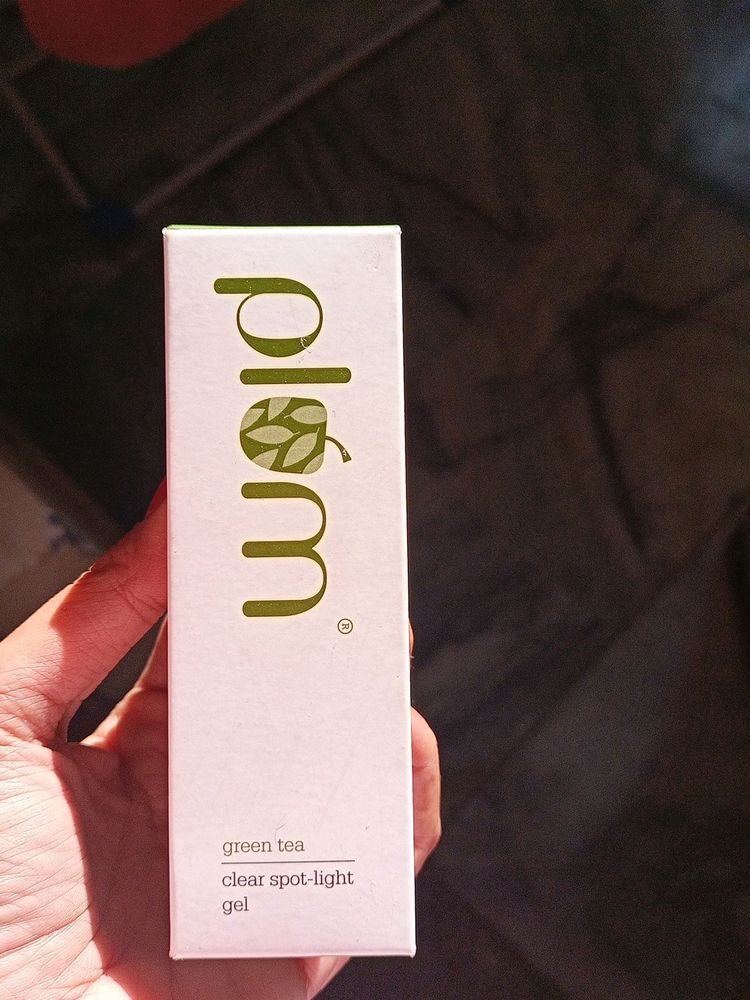 plum®
green tea
clear spot-light
gel